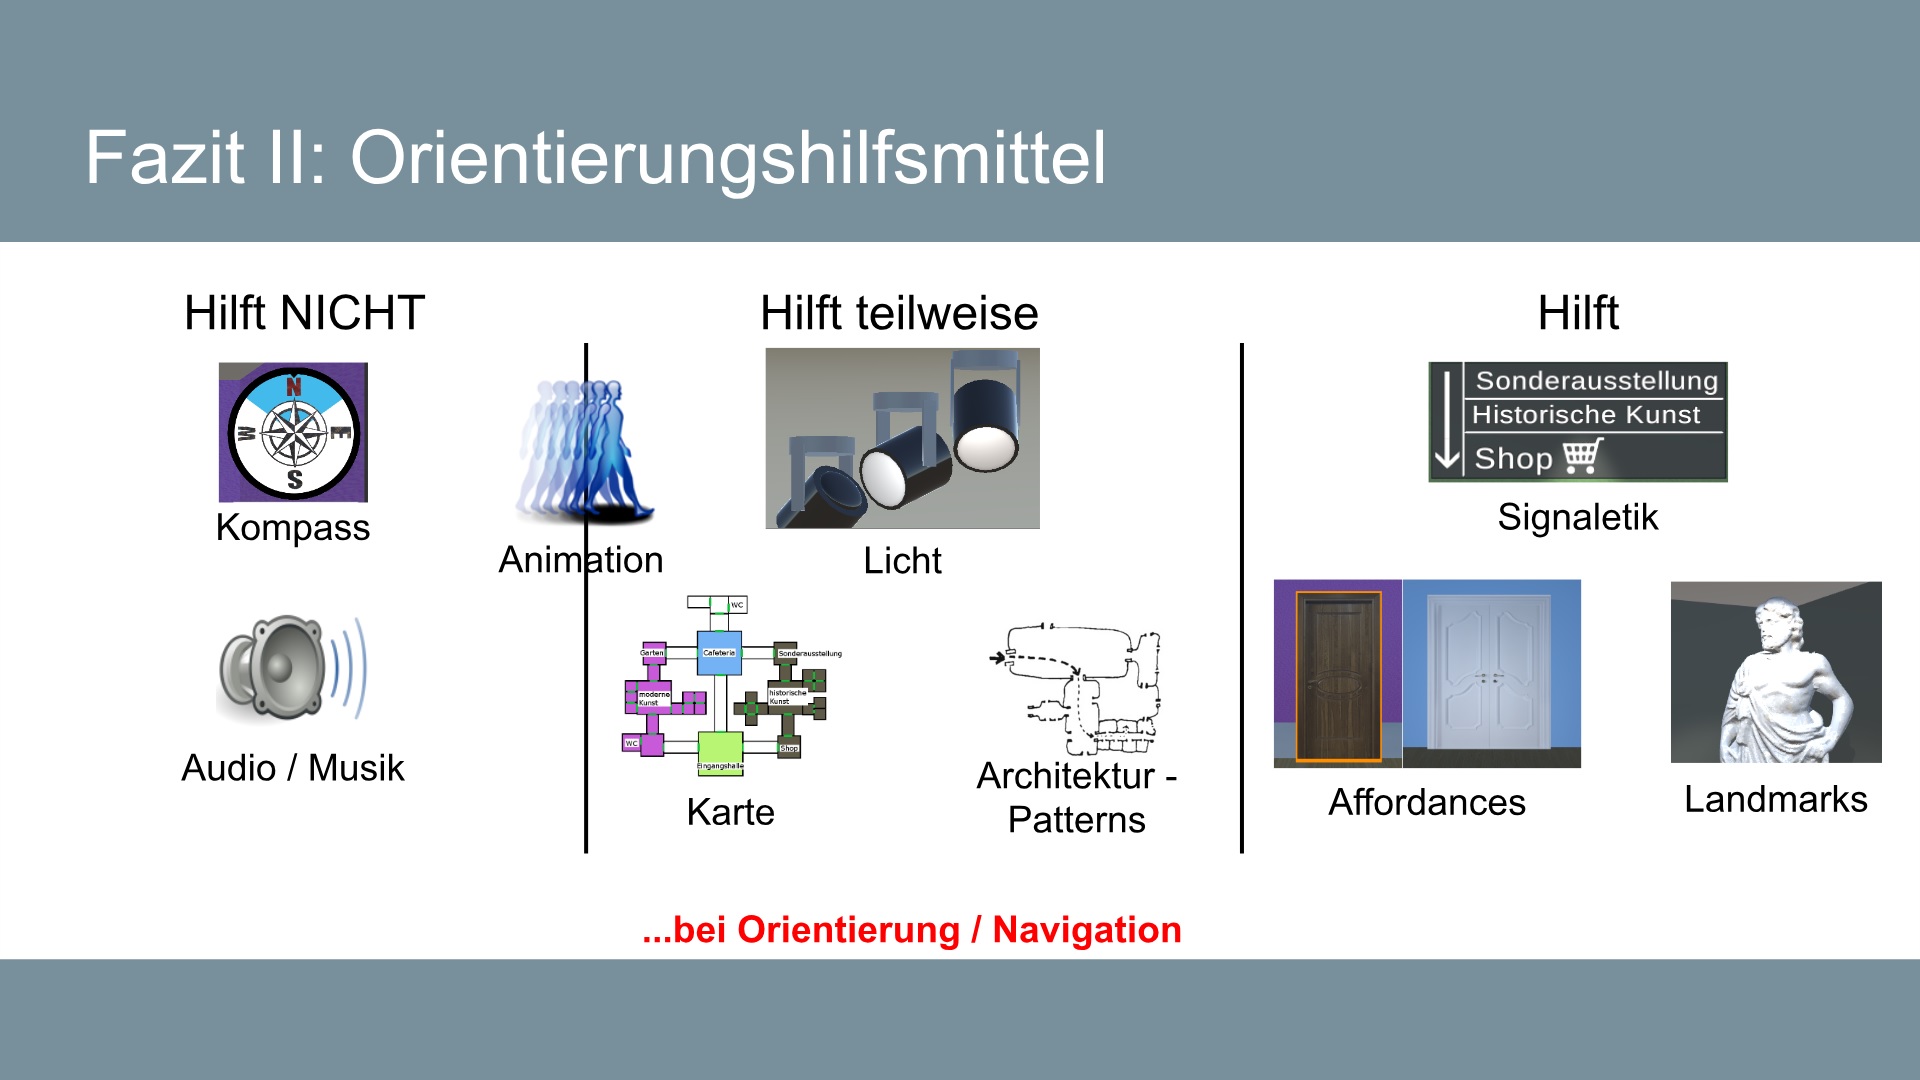 Fazit II: Orientierungshilfsmittel
Hilft NICHT
Hilft teilweise
Hilft
N
W
E
S
Kompass
Animation
Licht
Sonderausstellung
Historische Kunst
Shop
Signaletik
Audio / Musik
WC
Garten
Cafeteria
Sonderausstellung
moderne
Kunst
historische
Kunst
WC
Eingangshalle
Shop
Karte
Architektur -
Patterns
Affordances
Landmarks
...bei Orientierung / Navigation